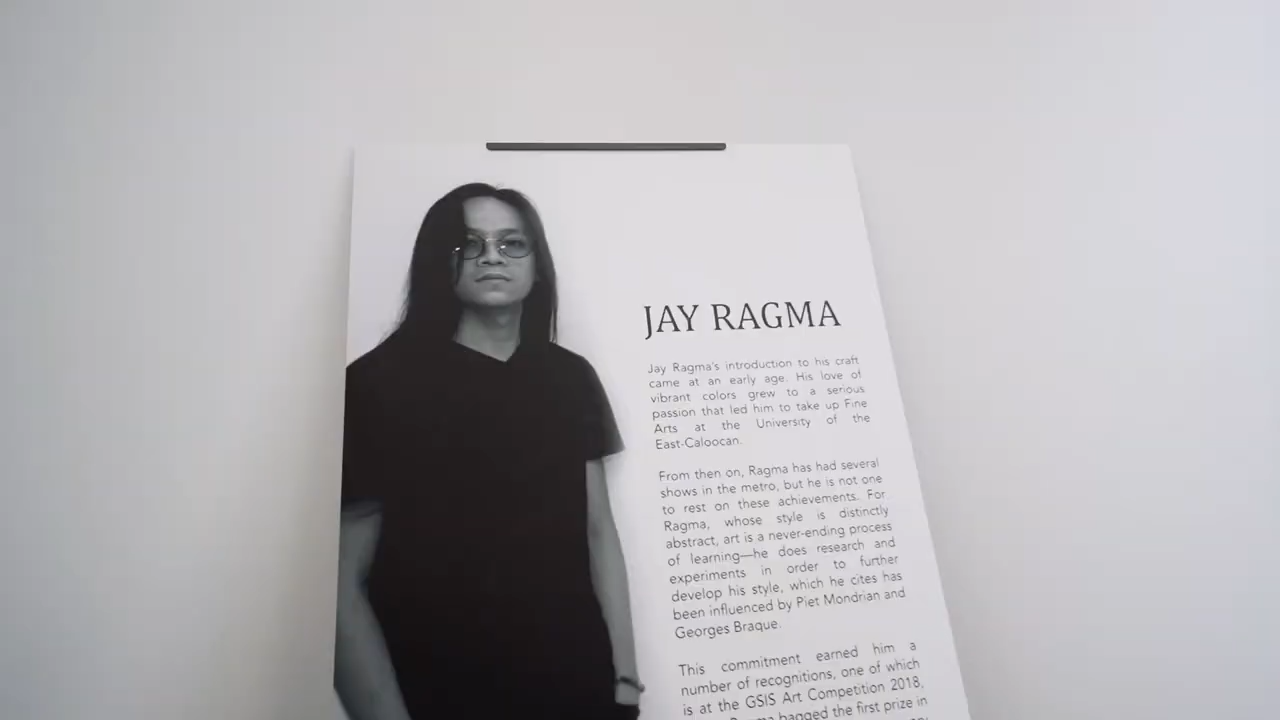 JAY RAGMA
Jay Ragma's introduction to his craft
came at an early age. His love of
vibrant colors grew to a serious
passion that led him to take up Fine
Arts at the University of the
East-Caloocan.
From then on, Ragma has had several
shows in the metro, but he is not one
to rest on these achievements. For
Ragma, whose style is distinctly
abstract, art is a never-ending process
of learning—he does research and
experiments in order to further
develop his style, which he cites has
been influenced by Piet Mondrian and
Georges Braque.
This commitment earned him a
number of recognitions, one of which
is at the GSIS Art Competition 2018,
Ragma bagged the first prize in